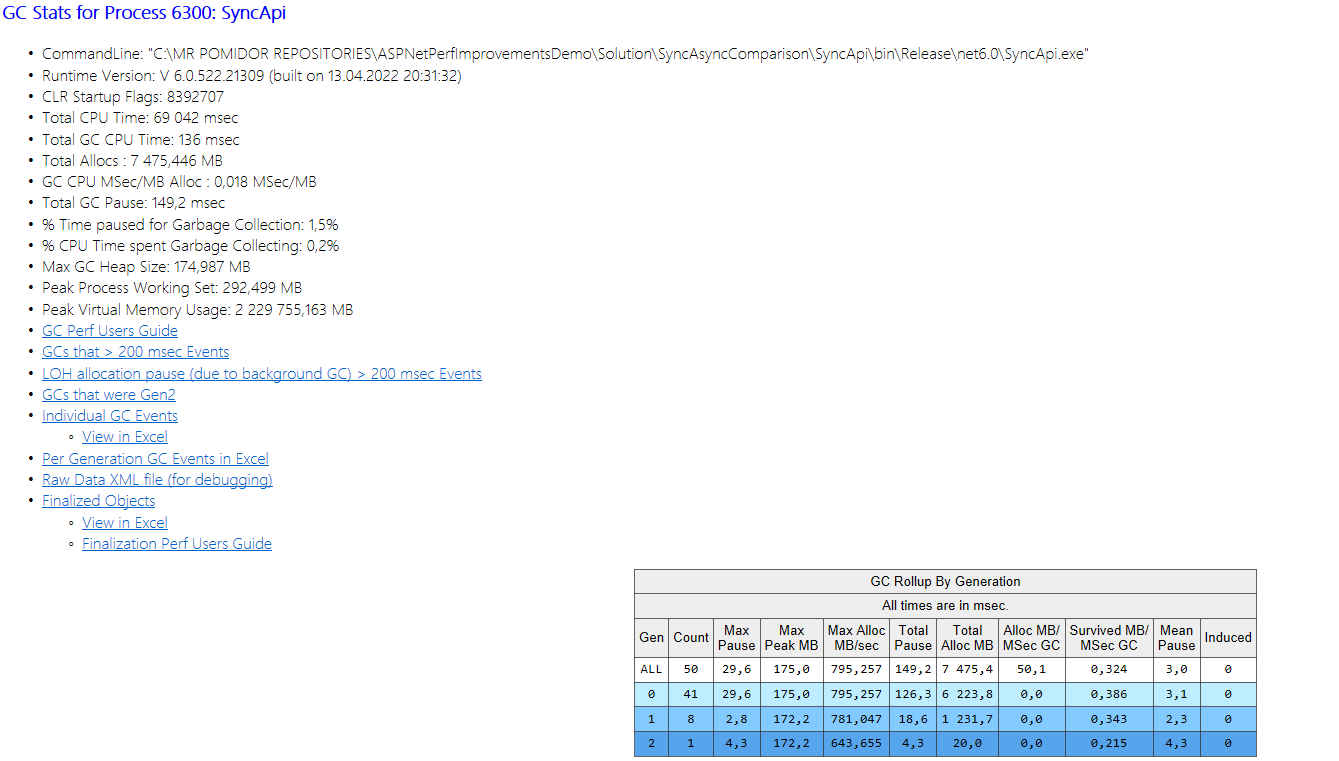 GC Stats for Process 6300: SyncApi
• CommandLine: "C:\MR POMIDOR REPOSITORIES\ASPNetPerfImprovementsDemo\Solution\SyncAsyncComparison\SyncApi\bin\Release\net6.0\SyncApi.exe"
• Runtime Version: V 6.0.522.21309 (built on 13.04.2022 20:31:32)
• CLR Startup Flags: 8392707
• Total CPU Time: 69 042 msec
• Total GC CPU Time: 136 msec
• Total Allocs : 7 475,446 MB
• GC CPU MSec/MB Alloc : 0,018 MSec/MB
• Total GC Pause: 149,2 msec
• % Time paused for Garbage Collection: 1,5%
• % CPU Time spent Garbage Collecting: 0,2%
• Max GC Heap Size: 174,987 MB
• Peak Process Working Set: 292,499 MB
• Peak Virtual Memory Usage: 2 229 755,163 MB
• GC Perf Users Guide
• GCs that > 200 msec Events
• LOH allocation pause (due to background GC) > 200 msec Events
• GCs that were Gen2
• Individual GC Events
◦ View in Excel
• Per Generation GC Events in Excel
• Raw Data XML file (for debugging)
• Finalized Objects
◦ View in Excel
◦ Finalization Perf Users Guide
GC Rollup By Generation
All times are in msec.
Gen Count Max Pause Max Peak MB Max Alloc MB/sec Total Pause Total Alloc MB Alloc MB/ MSec GC Survived MB/ MSec GC Mean Pause Induced
ALL 50 29,6 175,0 795,257 149,2 7 475,4 50,1 0,324 3,0 0
0 41 29,6 175,0 795,257 126,3 6 223,8 0,0 0,386 3,1 0
1 8 2,8 172,2 781,047 18,6 1 231,7 0,0 0,343 2,3 0
2 1 4,3 172,2 643,655 4,3 20,0 0,0 0,215 4,3 0